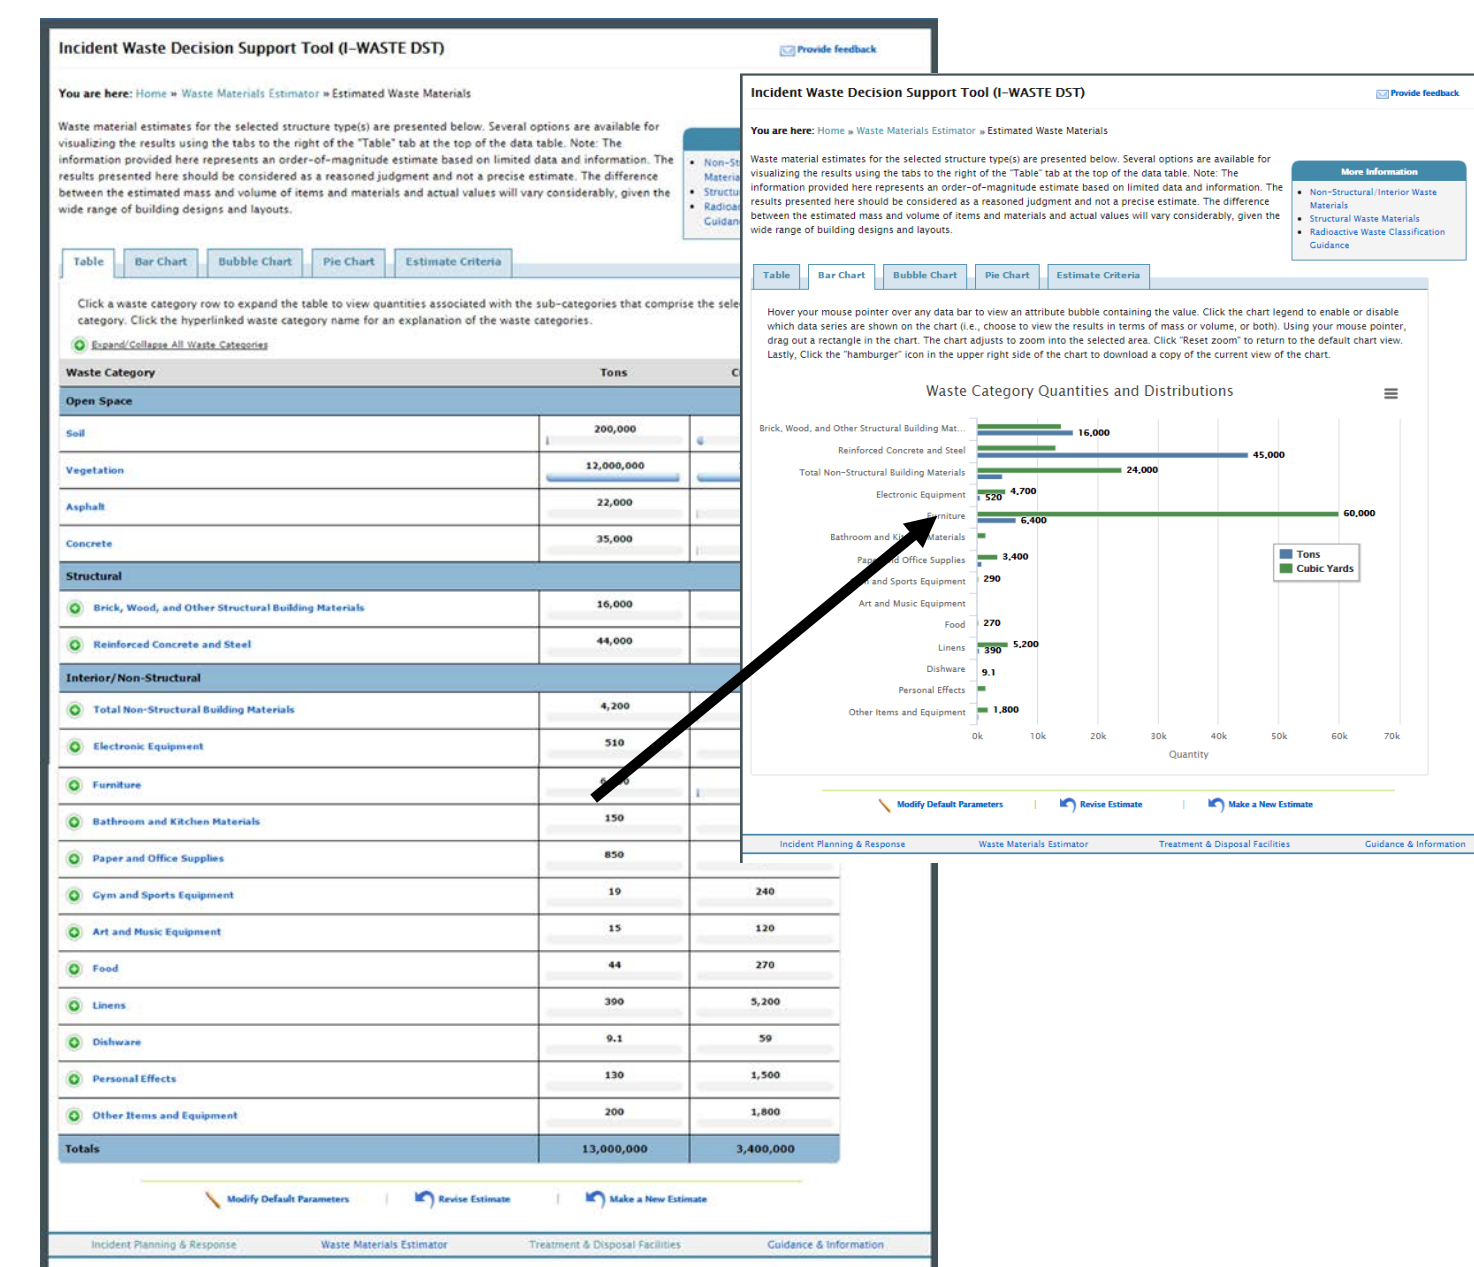 Incident Waste Decision Support Tool (I-WASTE DST)
Provide feedback
You are here: Home » Waste Materials Estimator » Estimated Waste Materials
Waste material estimates for the selected structure type(s) are presented below. Several options are available for
visualizing the results using the tabs to the right of the "Table" tab at the top of the data table. Note: The
information provided here represents an order-of-magnitude estimate based on limited data and information. The
results presented here should be considered as a reasoned judgment and not a precise estimate. The difference
between the estimated mass and volume of items and materials and actual values will vary considerably, given the
wide range of building designs and layouts.
Table Bar Chart Bubble Chart Pie Chart Estimate Criteria
Click a waste category row to expand the table to view quantities associated with the sub-categories that comprise the
category. Click the hyperlinked waste category name for an explanation of the waste categories.
Expand/Collapse All Waste Categories
Waste Category Tons
Open Space
Soil 200,000
Vegetation 12,000,000
Asphalt 22,000
Concrete 35,000
Structural
Brick, Wood, and Other Structural Building Materials 16,000
Reinforced Concrete and Steel 44,000
Interior/Non-Structural
Total Non-Structural Building Materials 4,200
Electronic Equipment 510
Furniture
Bathroom and Kitchen Materials 150
Paper and Office Supplies 850
Gym and Sports Equipment 19 240
Art and Music Equipment 15 120
Food 44 270
Linens 390 5,200
Dishware 9.1 59
Personal Effects 130 1,500
Other Items and Equipment 200 1,800
Totals 13,000,000 3,400,000
Modify Default Parameters | Revise Estimate | Make a New Estimate
Incident Planning & Response Waste Materials Estimator Treatment & Disposal Facilities Guidance & Information
Incident Waste Decision Support Tool (I-WASTE DST)
Provide feedback
You are here: Home » Waste Materials Estimator » Estimated Waste Materials
Waste material estimates for the selected structure type(s) are presented below. Several options are available for
visualizing the results using the tabs to the right of the "Table" tab at the top of the data table. Note: The
information provided here represents an order-of-magnitude estimate based on limited data and information. The
results presented here should be considered as a reasoned judgment and not a precise estimate. The difference
between the estimated mass and volume of items and materials and actual values will vary considerably, given the
wide range of building designs and layouts.
More Information
Non-Structural/Interior Waste
Materials
Structural Waste Materials
Radioactive Waste Classification
Guidance
Table Bar Chart Bubble Chart Pie Chart Estimate Criteria
Hover your mouse pointer over any data bar to view an attribute bubble containing the value. Click the chart legend to enable or disable
which data series are shown on the chart (i.e., choose to view the results in terms of mass or volume, or both). Using your mouse pointer,
drag out a rectangle in the chart. The chart adjusts to zoom into the selected area. Click "Reset zoom" to return to the default chart view.
Lastly, Click the "hamburger" icon in the upper right side of the chart to download a copy of the current view of the chart.
Waste Category Quantities and Distributions
Brick, Wood, and Other Structural Building Mat... 16,000
Reinforced Concrete and Steel 45,000
Total Non-Structural Building Materials 24,000
Electronic Equipment 4,700
520
Furniture 60,000
6,400
Bathroom and Kitchen Materials
Paper and Office Supplies 3,400
and Sports Equipment 290
Art and Music Equipment
Food 270
Linens 5,200
390
Dishware 9.1
Personal Effects
Other Items and Equipment 1,800
Tons
Cubic Yards
0k 10k 20k 30k 40k 50k 60k 70k
Quantity
Modify Default Parameters | Revise Estimate | Make a New Estimate
Incident Planning & Response Waste Materials Estimator Treatment & Disposal Facilities Guidance & Information